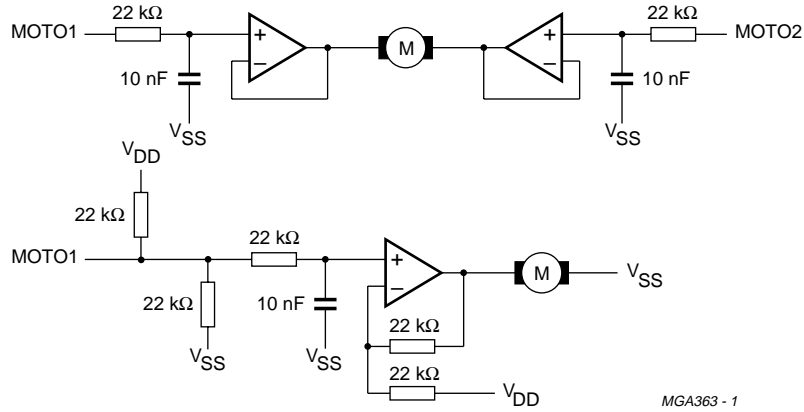 22 kΩ 22 kΩ
MOTO1 + M + MOTO2
− −
10 nF 10 nF
VSS VSS
VDD
22 kΩ
MOTO1 22 kΩ + M VSS
22 kΩ 10 nF −
VSS VSS 22 kΩ
22 kΩ VDD
MGA363 - 1